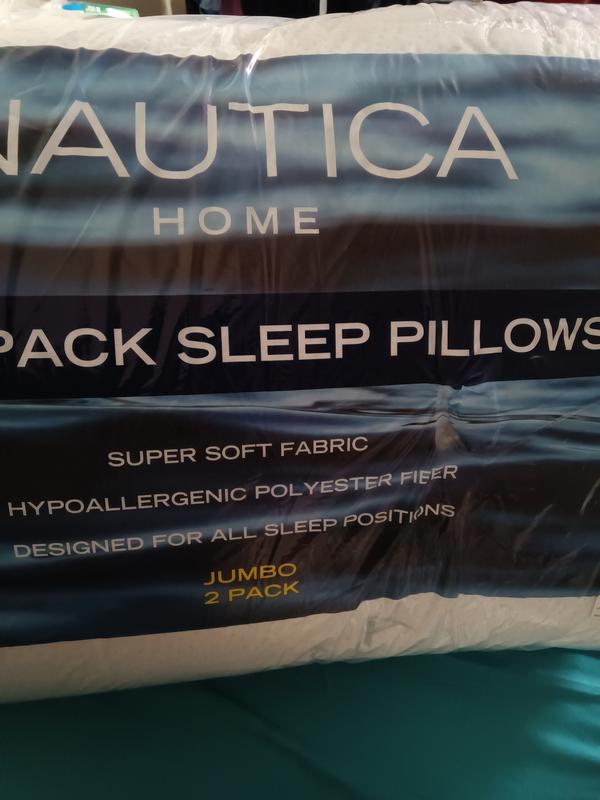 NAUTICA
HOME
PACK SLEEP PILLOWS
SUPER SOFT FABRIC
HYPOALLERGENIC POLYESTER FIBER
DESIGNED FOR ALL SLEEP POSITIONS
JUMBO
2 PACK